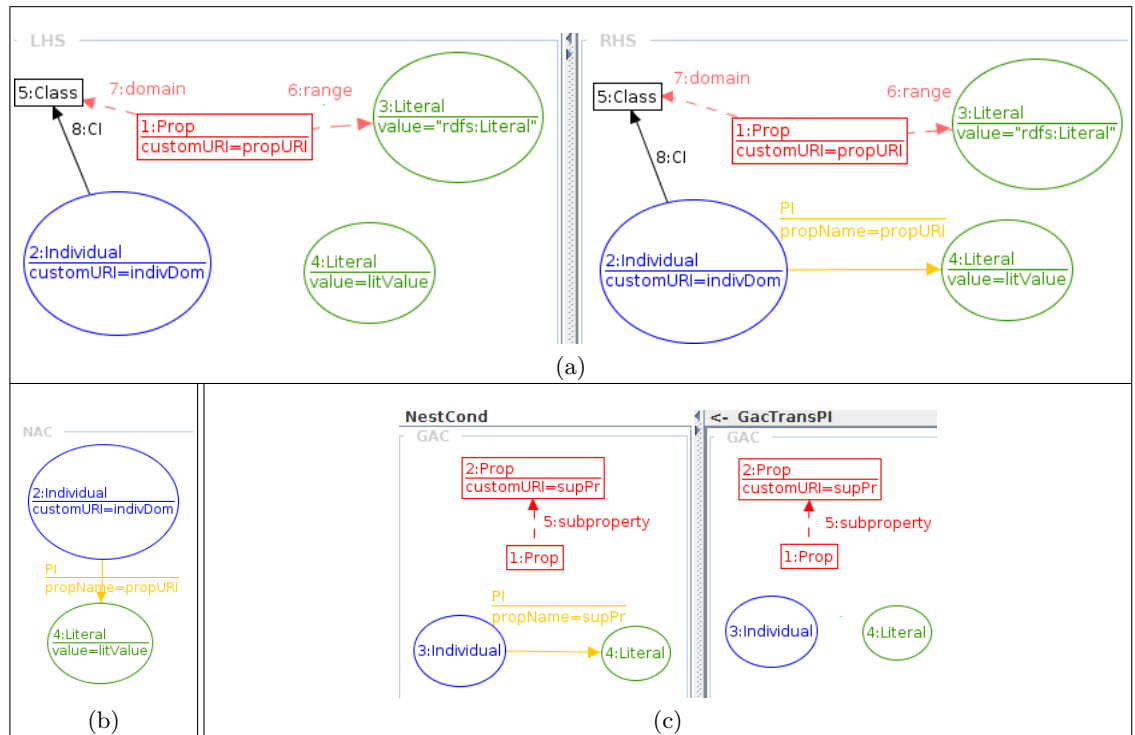 LHS
7:domain
6:range
5:Class
3:Literal
value="rdfs:Literal"
1:Prop
customURI=propURI
8:CI
2:Individual
customURI=indivDom
4:Literal
value=litValue
RHS
7:domain
6:range
5:Class
3:Literal
value="rdfs:Literal"
1:Prop
customURI=propURI
8:CI
PI
propName=propURI
2:Individual
customURI=indivDom
4:Literal
value=litValue
(a)
NAC
2:Individual
customURI=indivDom
PI
propName=propURI
4:Literal
value=litValue
(b)
NestCond
GAC
2:Prop
customURI=supPr
5:subproperty
1:Prop
PI
propName=supPr
3:Individual
4:Literal
<- GacTransPI
GAC
2:Prop
customURI=supPr
5:subproperty
1:Prop
3:Individual
4:Literal
(c)